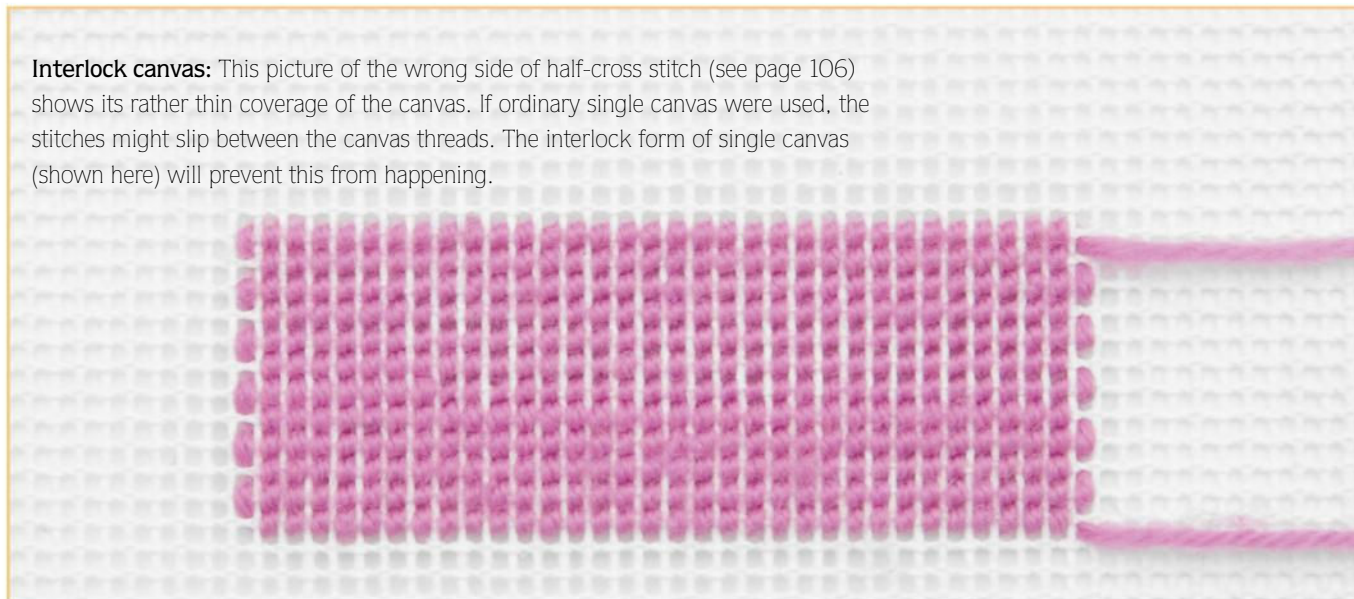 Interlock canvas: This picture of the wrong side of half-cross stitch (see page 106)
shows its rather thin coverage of the canvas. If ordinary single canvas were used, the
stitches might slip between the canvas threads. The interlock form of single canvas
(shown here) will prevent this from happening.